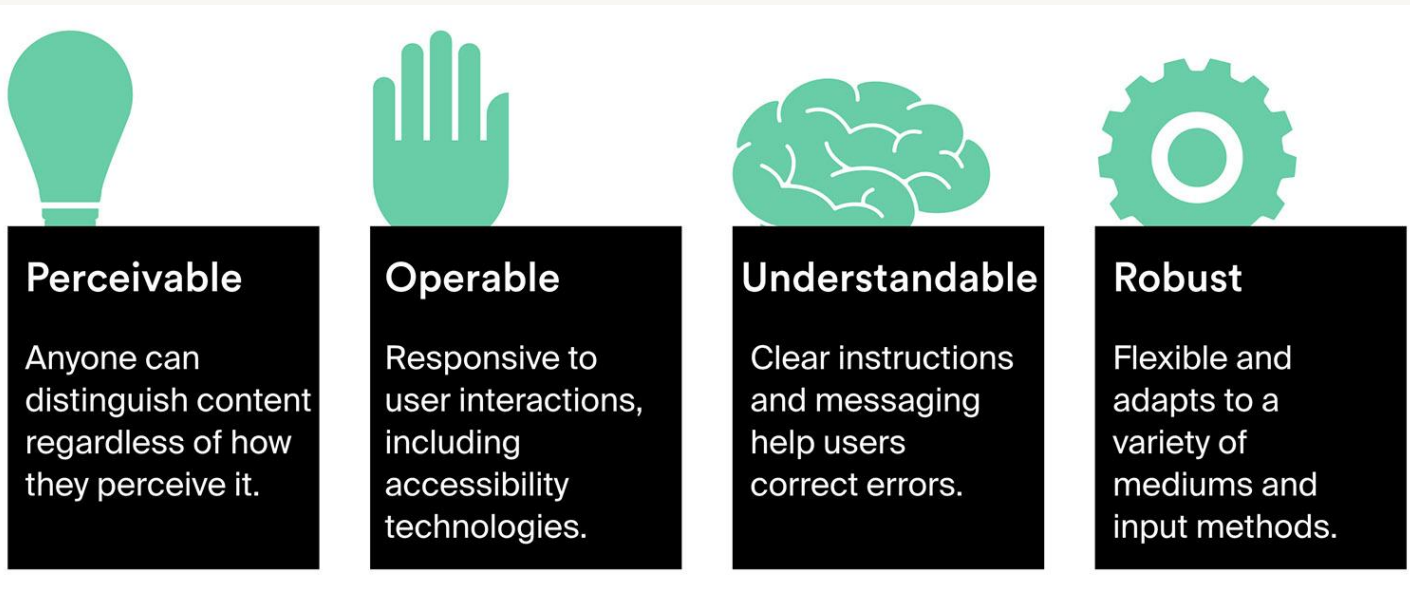 Perceivable
Anyone can
distinguish content
regardless of how
they perceive it.
Operable
Responsive to
user interactions,
including
accessibility
technologies.
Understandable
Clear instructions
and messaging
help users
correct errors.
Robust
Flexible and
adapts to a
variety of
mediums and
input methods.